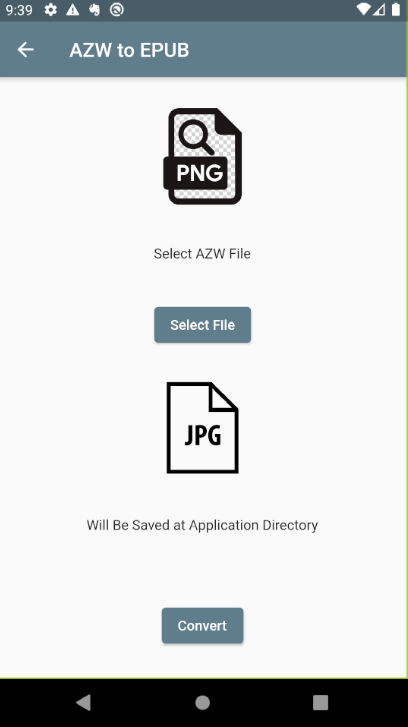 9:39
AZW to EPUB
PNG
Select AZW File
Select File
JPG
Will Be Saved at Application Directory
Convert